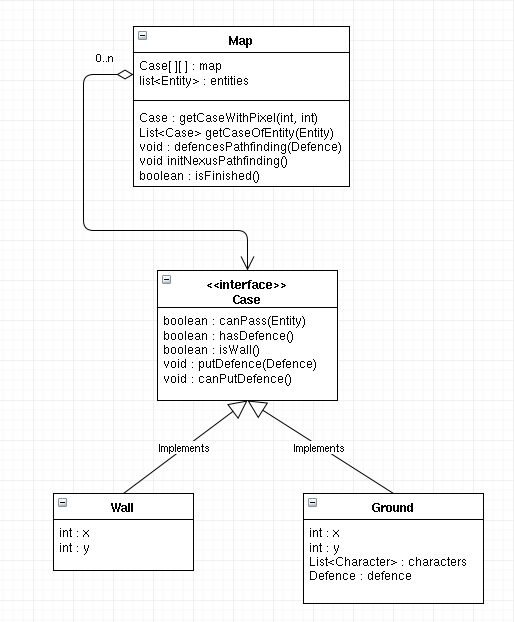 0..n
Map
Case[ ][ ] : map
list<Entity> : entities
Case : getCaseWithPixel(int, int)
List<Case> getCaseOfEntity(Entity)
void : defencesPathfinding(Defence)
void initNexusPathfinding()
boolean : isFinished()
<<interface>>
Case
boolean : canPass(Entity)
boolean : hasDefence()
boolean : isWall()
void : putDefence(Defence)
void : canPutDefence()
Implements
Implements
Wall
int : x
int : y
Ground
int : x
int : y
List<Character> : characters
Defence : defence